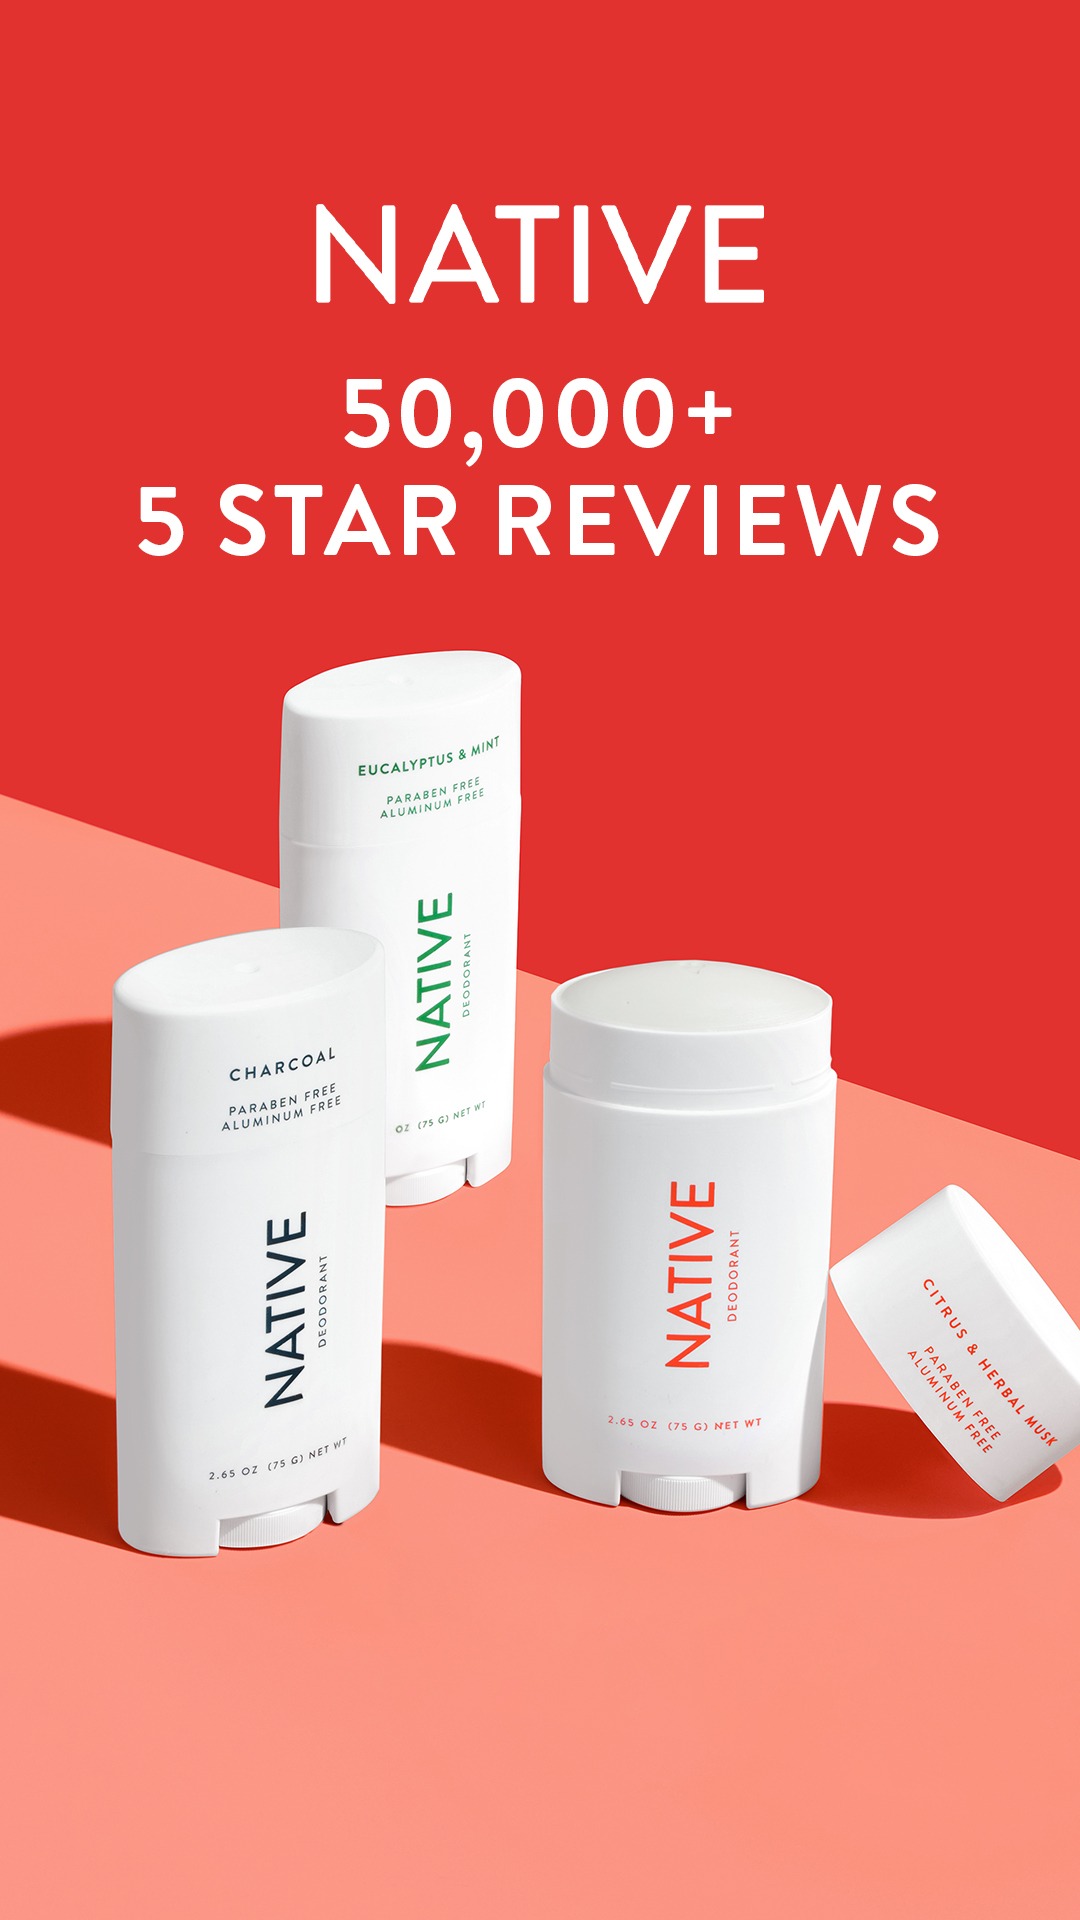 NATIVE
50,000+
5 STAR REVIEWS
EUCALYPTUS & MINT
PARABEN FREE
ALUMINUM FREE
NATIVE
DEODORANT
OZ (75 G) NET WT
CHARCOAL
PARABEN FREE
ALUMINUM FREE
NATIVE
DEODORANT
2.65 OZ (75 G) NET WT
NATIVE
DEODORANT
2.65 OZ (75 G) NET WT
CITRUS & HERBAL MUSK
PARABEN FREE
ALUMINUM FREE